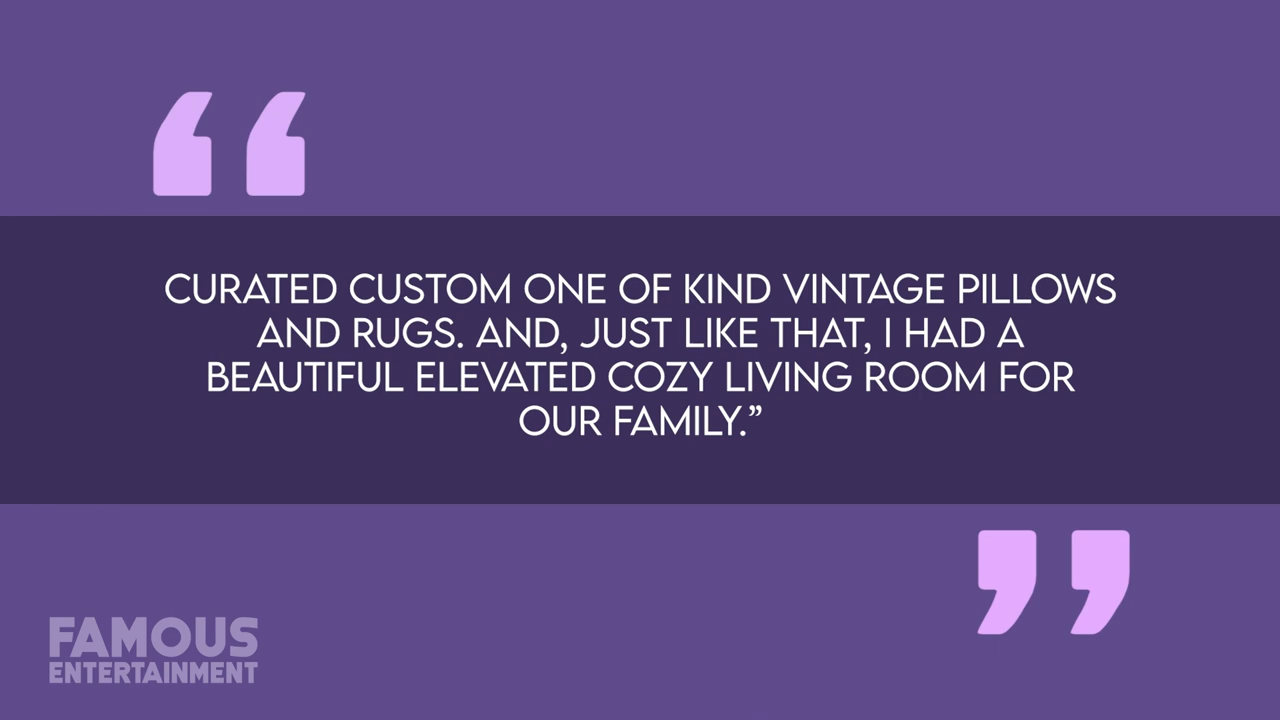 CURATED CUSTOM ONE OF KIND VINTAGE PILLOWS
AND RUGS. AND, JUST LIKE THAT, I HAD A
BEAUTIFUL ELEVATED COZY LIVING ROOM FOR
OUR FAMILY.”
FAMOUS
ENTERTAINMENT